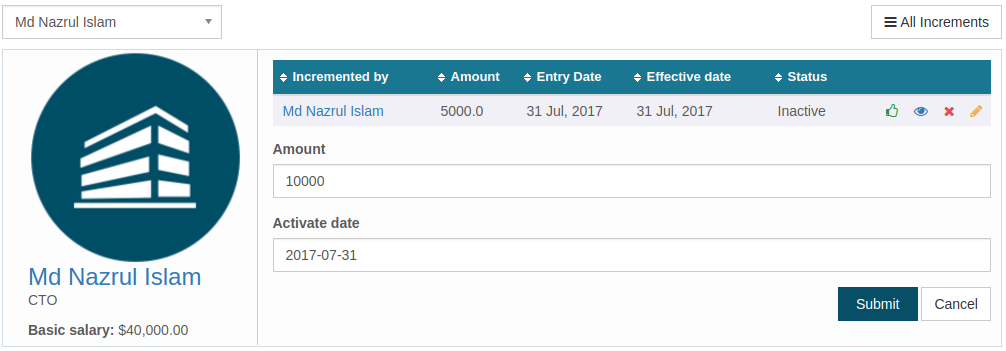 Md Nazrul Islam
All Increments
Incremented by Amount Entry Date Effective date Status
Md Nazrul Islam 5000.0 31 Jul, 2017 31 Jul, 2017 Inactive
Amount
10000
Activate date
2017-07-31
Submit Cancel
Md Nazrul Islam
CTO
Basic salary: $40,000.00